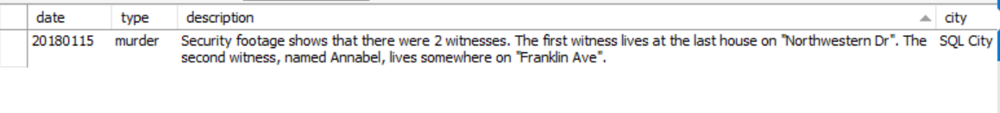 date type description city
20180115 murder Security footage shows that there were 2 witnesses. The first witness lives at the last house on "Northwestern Dr". The SQL City
second witness, named Annabel, lives somewhere on "Franklin Ave".